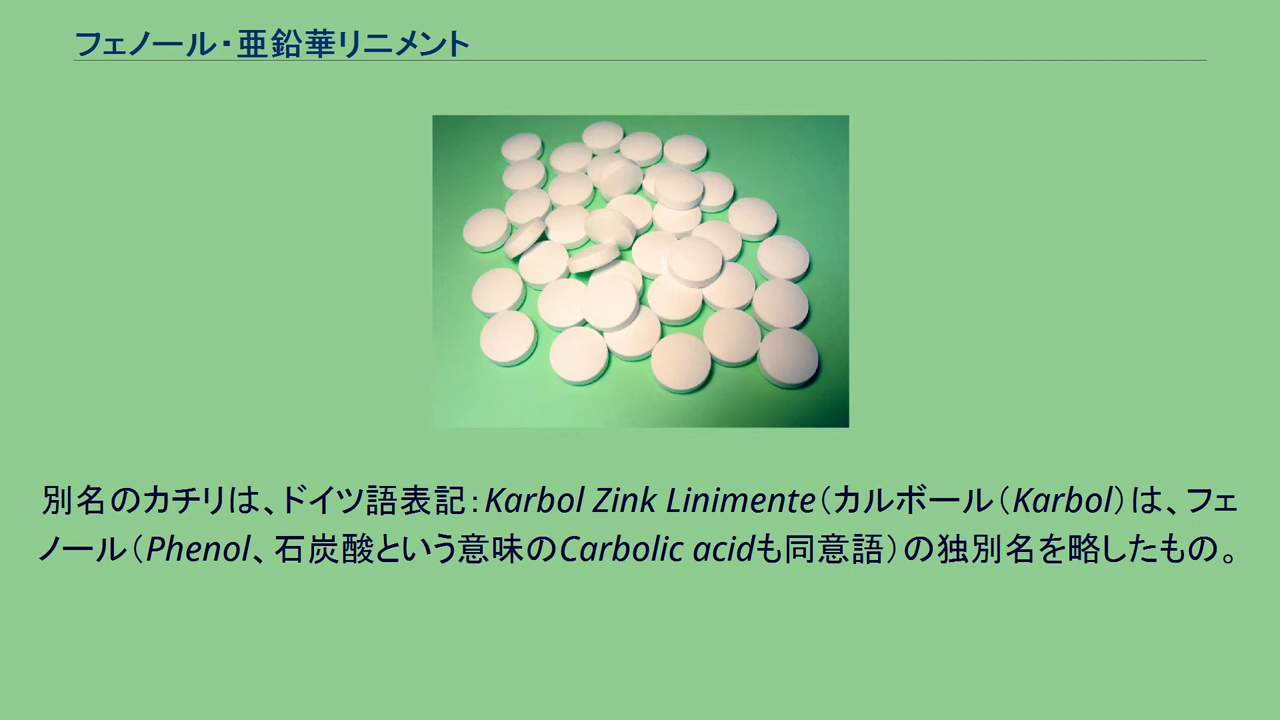 フェノール・亜鉛華リニメント
別名のカチリは、ドイツ語表記：Karbol Zink Linimente（カルボール（Karbol）は、フェ
ノール（Phenol、石炭酸という意味のCarbolic acidも同意語）の独別名を略したもの。